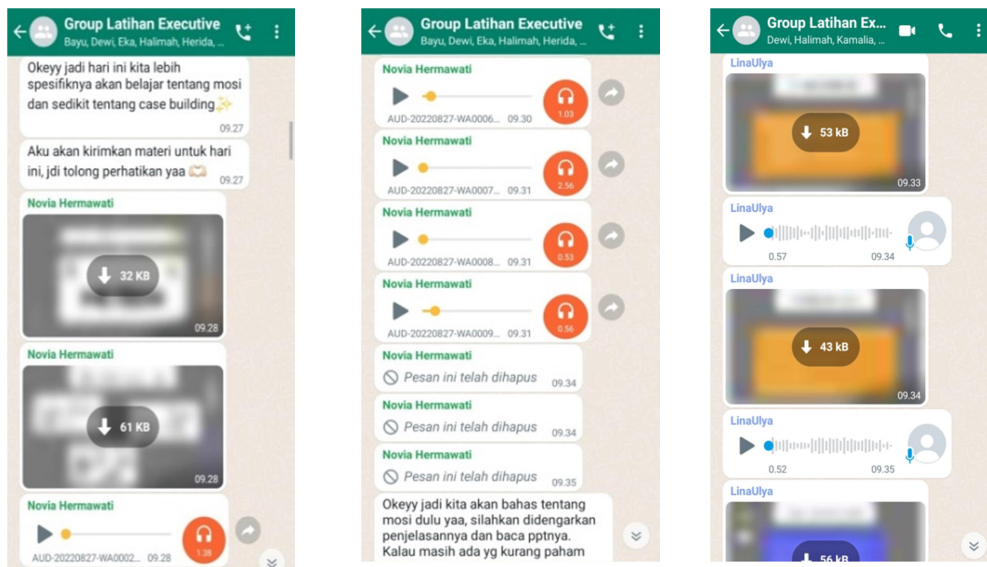 Group Latihan Executive
Bayu, Dewi, Eka, Halimah, Herida, ...
Okeyy jadi hari ini kita lebih
spesifiknya akan belajar tentang mosi
dan sedikit tentang case building✨
09.27
Aku akan kirimkan materi untuk hari
ini, jdi tolong perhatikan yaa 🫶🏻
09.27
Novia Hermawati
32 KB
09.28
Novia Hermawati
61 KB
09.28
Novia Hermawati
1.38
AUD-20220827-WA0002... 09.28
Group Latihan Executive
Bayu, Dewi, Eka, Halimah, Herida, ...
Novia Hermawati
1.03
AUD-20220827-WA0006... 09.30
Novia Hermawati
2.56
AUD-20220827-WA0007... 09.31
Novia Hermawati
0.53
AUD-20220827-WA0008... 09.31
Novia Hermawati
0.56
AUD-20220827-WA0009... 09.31
Novia Hermawati
Pesan ini telah dihapus 09.34
Novia Hermawati
Pesan ini telah dihapus 09.34
Novia Hermawati
Pesan ini telah dihapus 09.35
Okeyy jadi kita akan bahas tentang
mosi dulu yaa, silahkan didengarkan
penjelasannya dan baca pptnya.
Kalau masih ada yg kurang paham
Group Latihan Ex...
Dewi, Halimah, Kamalia, ...
LinaUlya
53 kB
09.33
LinaUlya
0.57 09.34
LinaUlya
43 kB
09.34
LinaUlya
0.52 09.35
LinaUlya
56 kB